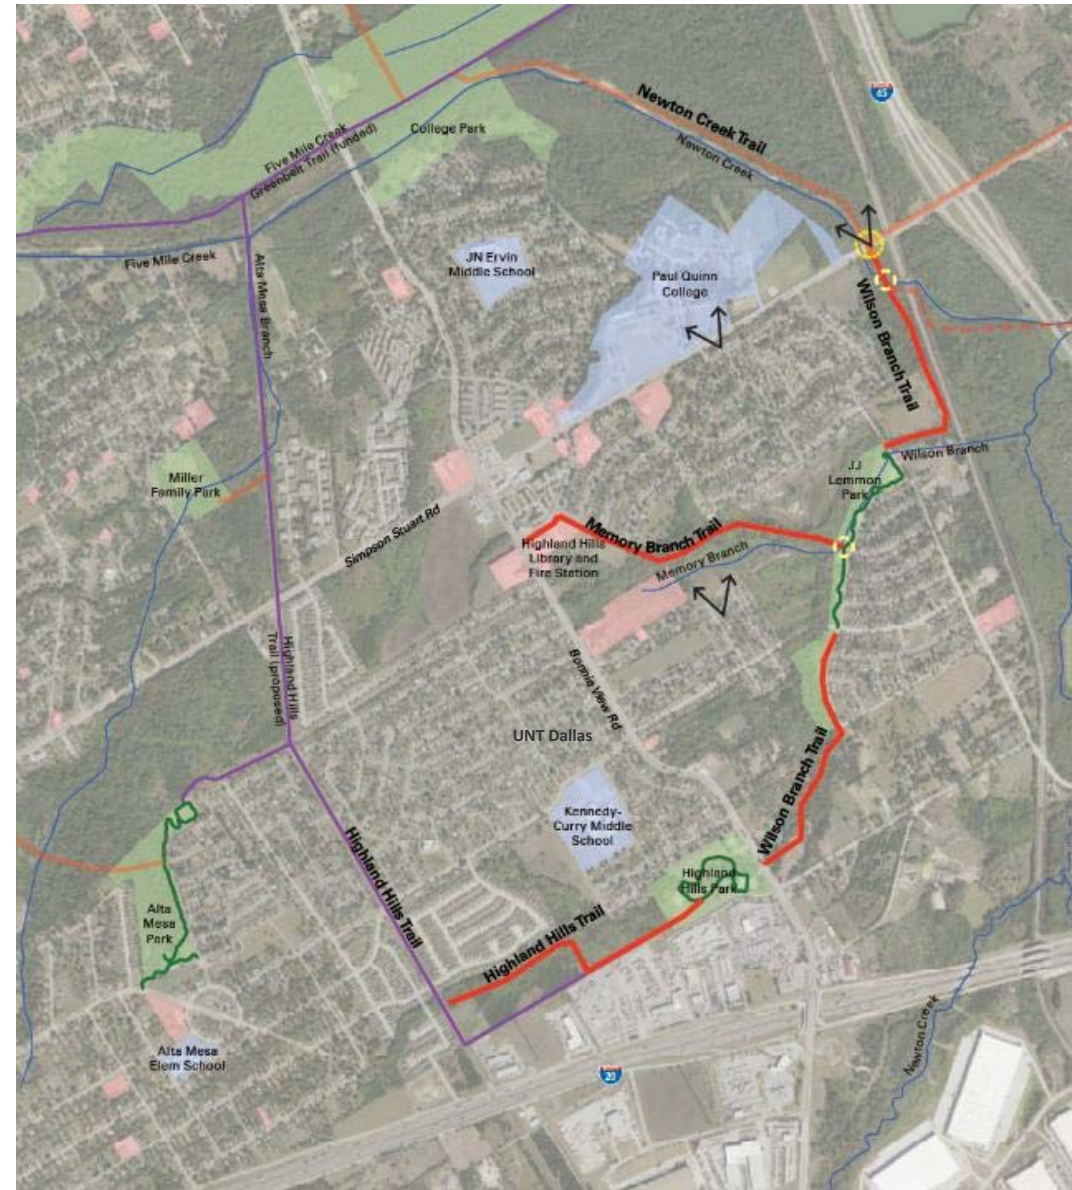 Newton Creek Trail
45
Newton Creek
College Park
Five Mile Creek
Greenbelt Trail (funded)
Five Mile Creek
JN Ervin
Middle School
Paul Quinn
College
Alta Mesa Branch
Wilson Branch Trail
Wilson Branch
JJ
Lemmon
Park
Miller
Family Park
Simpson Stuart Rd
Memory Branch Trail
Highland Hills
Library and
Fire Station
Memory Branch
Highland Hills
Trail (proposed)
Bonnie View Rd
UNT Dallas
Wilson Branch Trail
Kennedy-
Curry Middle
School
Highland Hills Trail
Highland
Hills Park
Alta
Mesa
Park
Highland Hills Trail
Newton Creek
Alta Mesa
Elem School
20